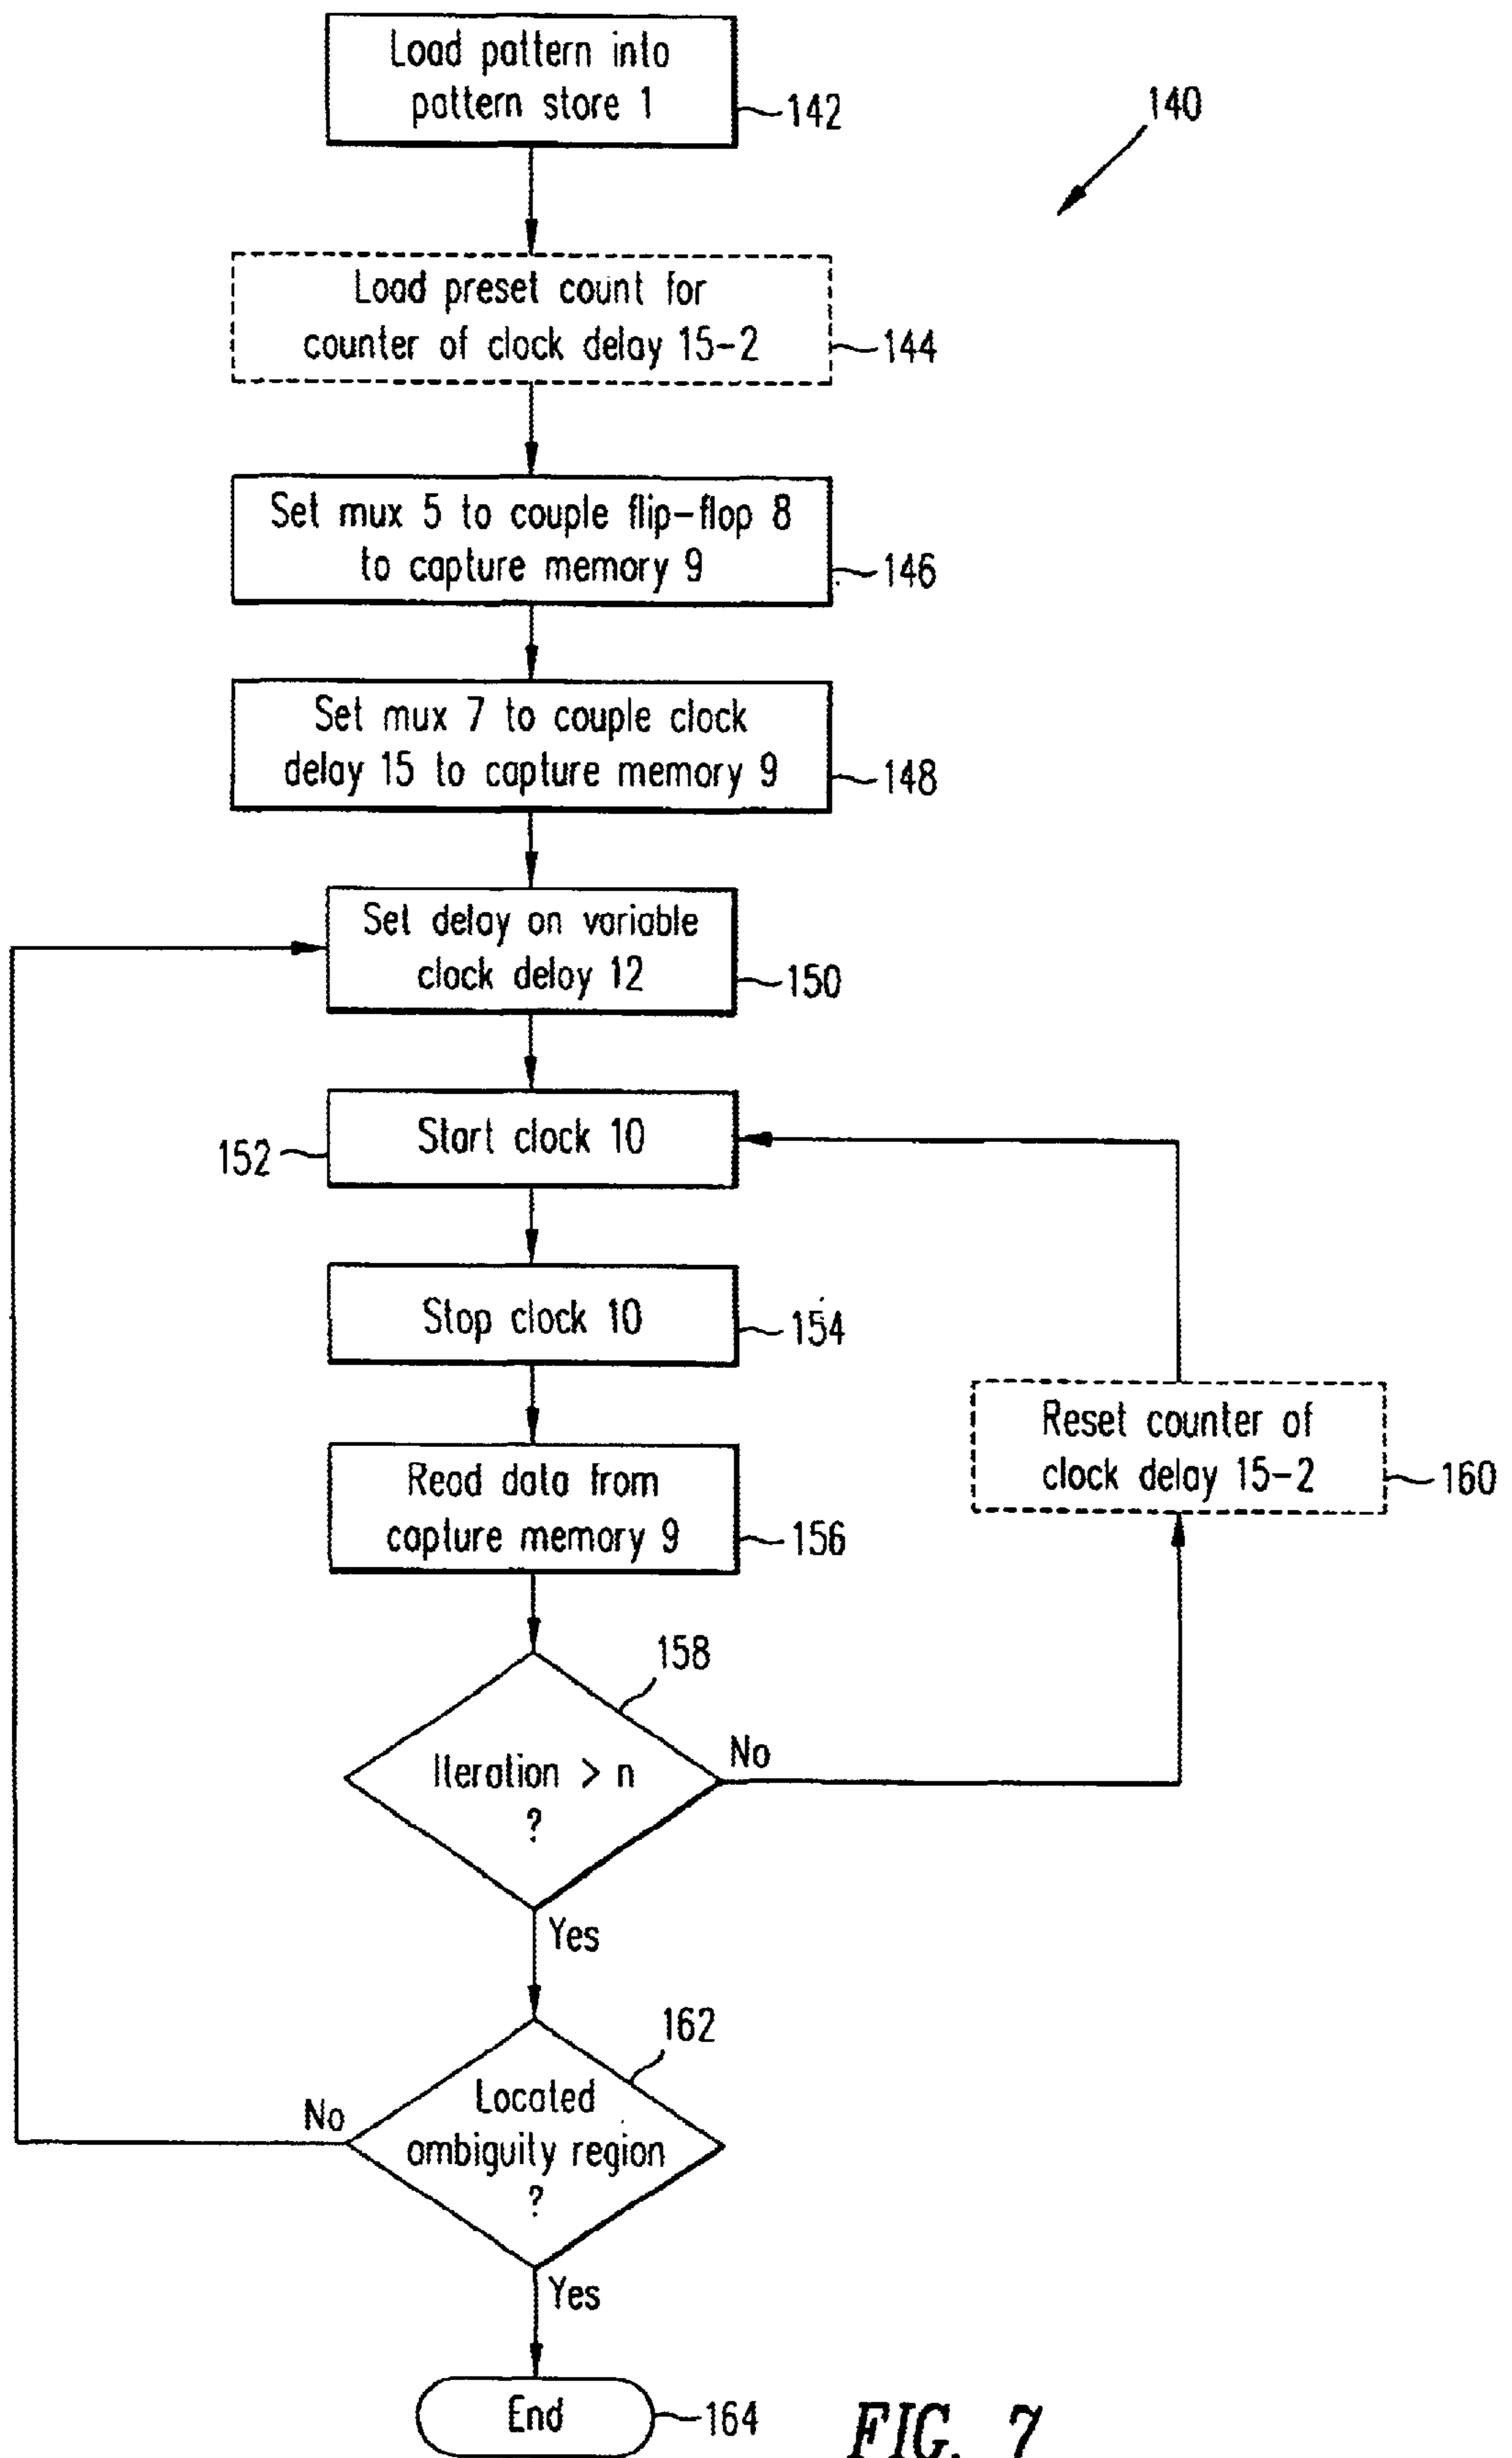 Load pattern into
pattern store 1
142
140
Load preset count for
counter of clock delay 15-2
144
Set mux 5 to couple flip-flop 8
to capture memory 9
146
Set mux 7 to couple clock
delay 15 to capture memory 9
148
Set delay on variable
clock delay 12
150
Start clock 10
152
Stop clock 10
154
Reset counter of
clock delay 15-2
160
Read data from
capture memory 9
156
158
Iteration > n
?
No
Yes
162
Located
ambiguity region
?
No
Yes
End
164
FIG. 7